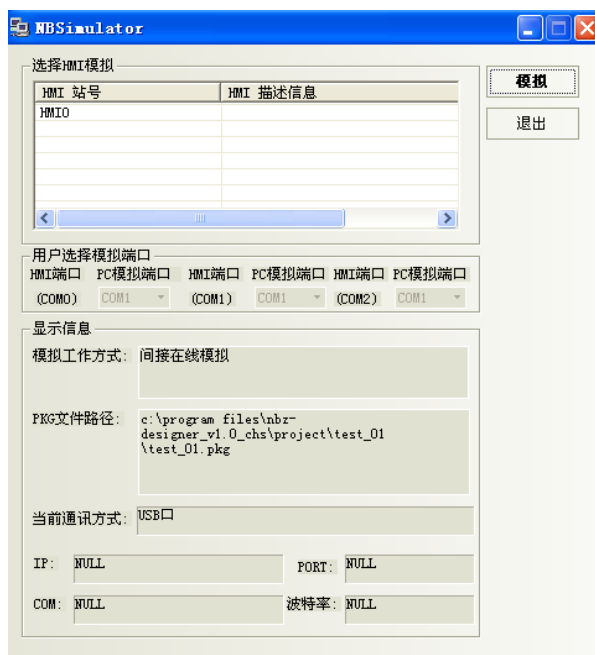 NBSimulator
选择HMI模拟
HMI 站号 HMI 描述信息
HMI0
模拟
退出
用户选择模拟端口
HMI端口 PC模拟端口 HMI端口 PC模拟端口 HMI端口 PC模拟端口
(COM0) COM1 (COM1) COM1 (COM2) COM1
显示信息
模拟工作方式: 间接在线模拟
PKG文件路径: c:\program files\nbz-
designer_v1.0_chs\project\test_01
\test_01.pkg
当前通讯方式: USB口
IP: NULL PORT: NULL
COM: NULL 波特率: NULL